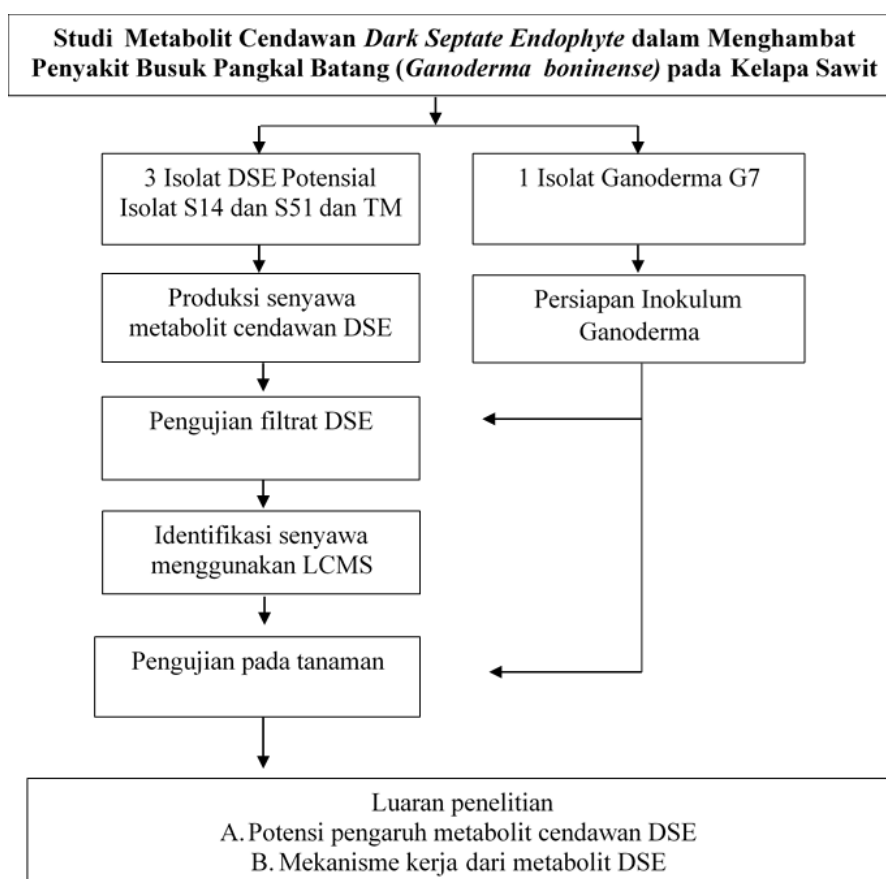 Studi Metabolit Cendawan Dark Septate Endophyte dalam Menghambat
Penyakit Busuk Pangkal Batang (Ganoderma boninense) pada Kelapa Sawit
3 Isolat DSE Potensial
Isolat S14 dan S51 dan TM
1 Isolat Ganoderma G7
Produksi senyawa
metabolit cendawan DSE
Persiapan Inokulum
Ganoderma
Pengujian filtrat DSE
Identifikasi senyawa
menggunakan LCMS
Pengujian pada tanaman
Luaran penelitian
A. Potensi pengaruh metabolit cendawan DSE
B. Mekanisme kerja dari metabolit DSE